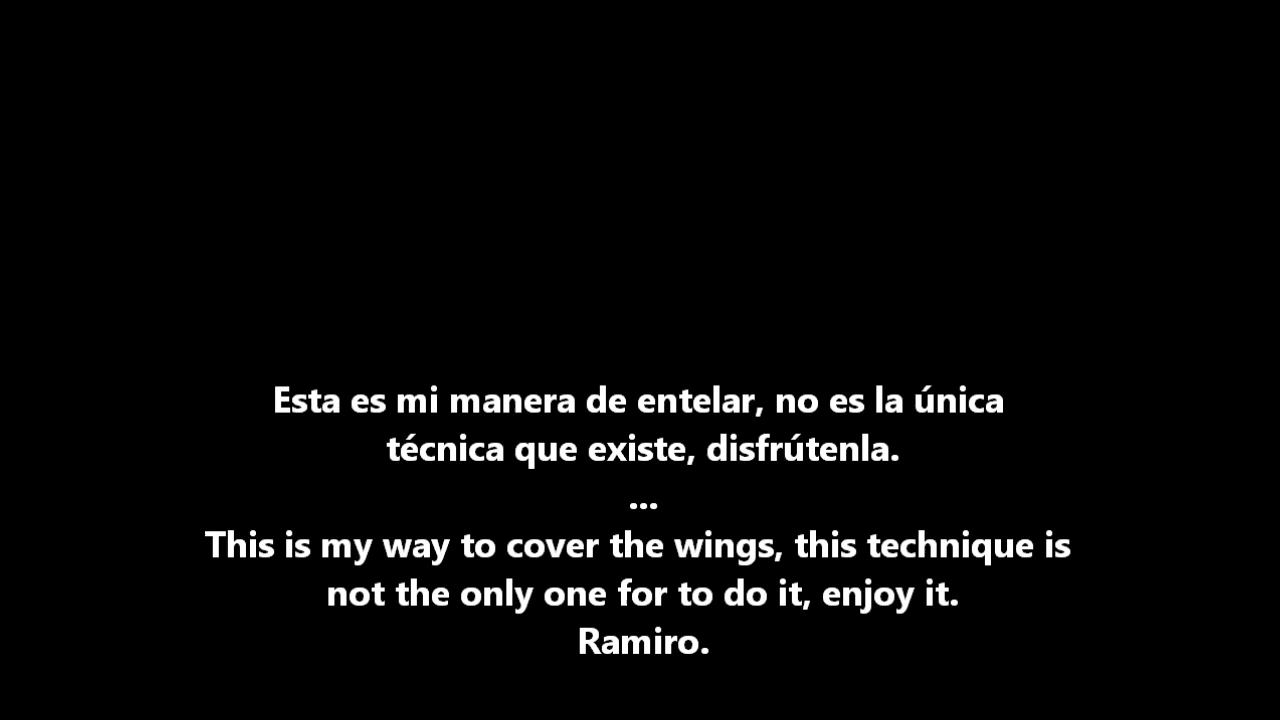 Esta es mi manera de entelar, no es la única
técnica que existe, disfrútenla.
...
This is my way to cover the wings, this technique is
not the only one for to do it, enjoy it.
Ramiro.